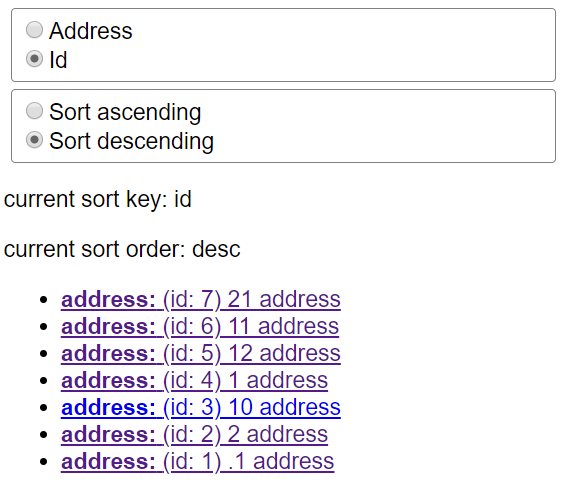 Address
Id
Sort ascending
Sort descending
current sort key: id
current sort order: desc
address: (id: 7) 21 address
address: (id: 6) 11 address
address: (id: 5) 12 address
address: (id: 4) 1 address
address: (id: 3) 10 address
address: (id: 2) 2 address
address: (id: 1) .1 address